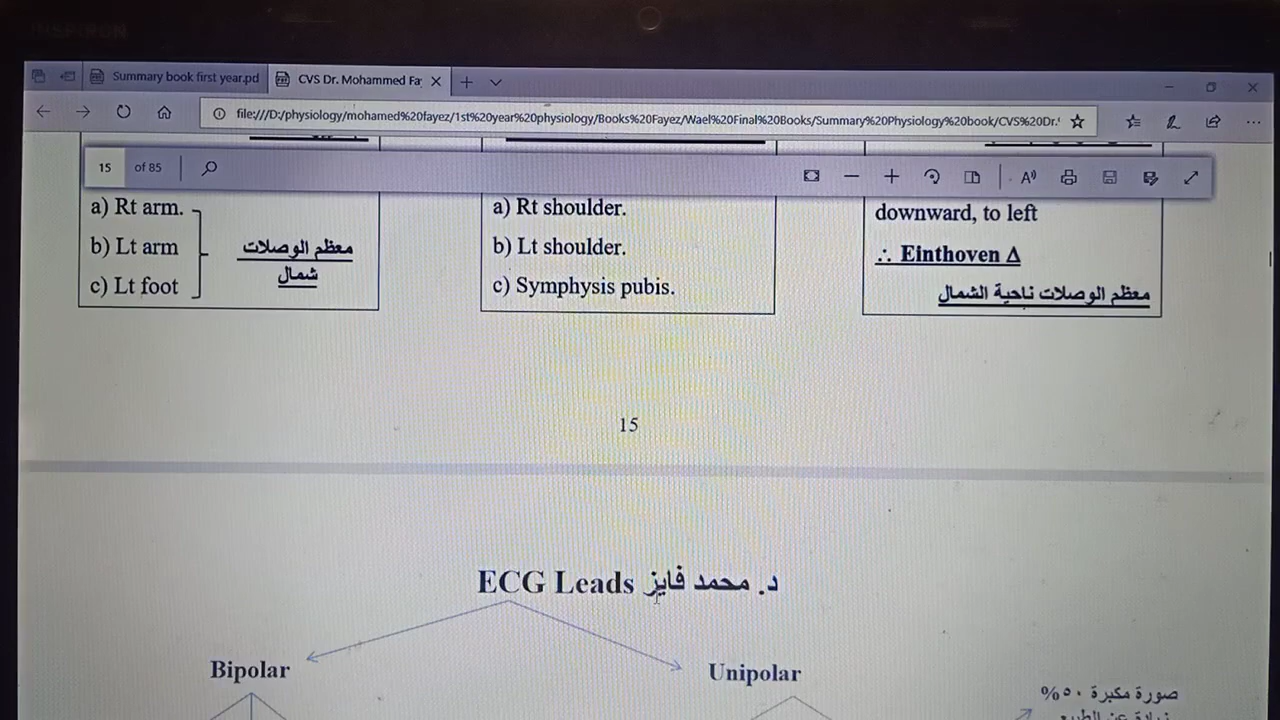 INSPIRON
Summary book first year.pd
CVS Dr. Mohammed Fa
file:///D:/physiology/mohamed%20fayez/1st%20year%20physiology/Books%20Fayez/Wael%20Final%20Books/Summary%20Physiology%20book/CVS%20Dr.
15 of 85
a) Rt arm.
b) Lt arm
c) Lt foot
معظم الوصلات
شمال
a) Rt shoulder.
b) Lt shoulder.
c) Symphysis pubis.
downward, to left
∴ Einthoven Δ
معظم الوصلات ناحية الشمال
15
ECG Leads د. محمد فايز
Bipolar
Unipolar
صورة مكبرة ٥٠%
زيادة عن